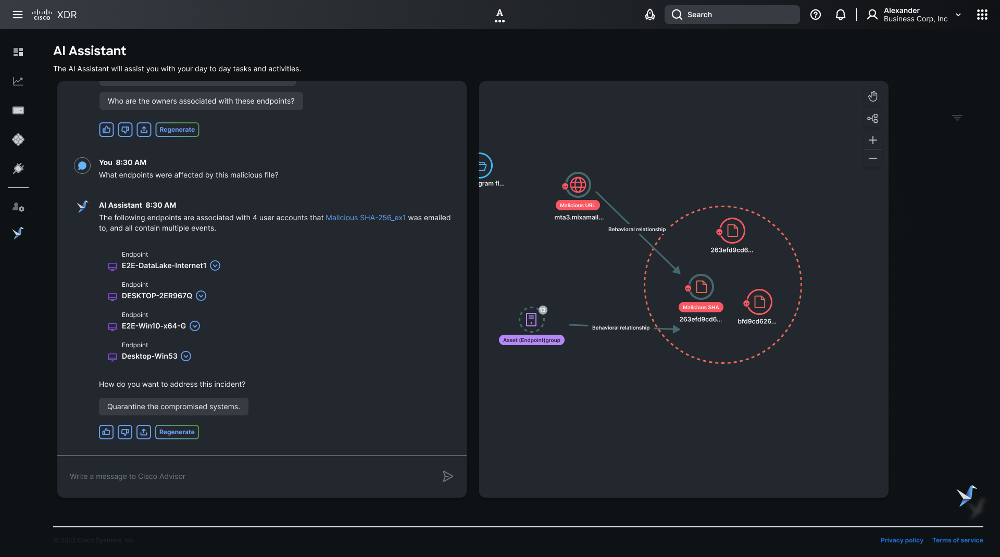 cisco XDR
A
Search
Alexander
Business Corp, Inc
AI Assistant
The AI Assistant will assist you with your day to day tasks and activities.
Who are the owners associated with these endpoints?
Regenerate
You 8:30 AM
What endpoints were affected by this malicious file?
AI Assistant 8:30 AM
The following endpoints are associated with 4 user accounts that Malicious SHA-256_ex1 was emailed
to, and all contain multiple events.
Endpoint
E2E-DataLake-Internet1
Endpoint
DESKTOP-2ER967Q
Endpoint
E2E-Win10-x64-G
Endpoint
Desktop-Win53
How do you want to address this incident?
Quarantine the compromised systems.
Regenerate
Write a message to Cisco Advisor
gram fi...
Malicious URL
mta3.mixamail...
Behavioral relationship
263efd9cd6...
Malicious SHA
263efd9cd6...
bfd9cd626...
13
Asset (Endpoint)group
Behavioral relationship
© 2022 Cisco Systems, Inc.
Privacy policy
Terms of service